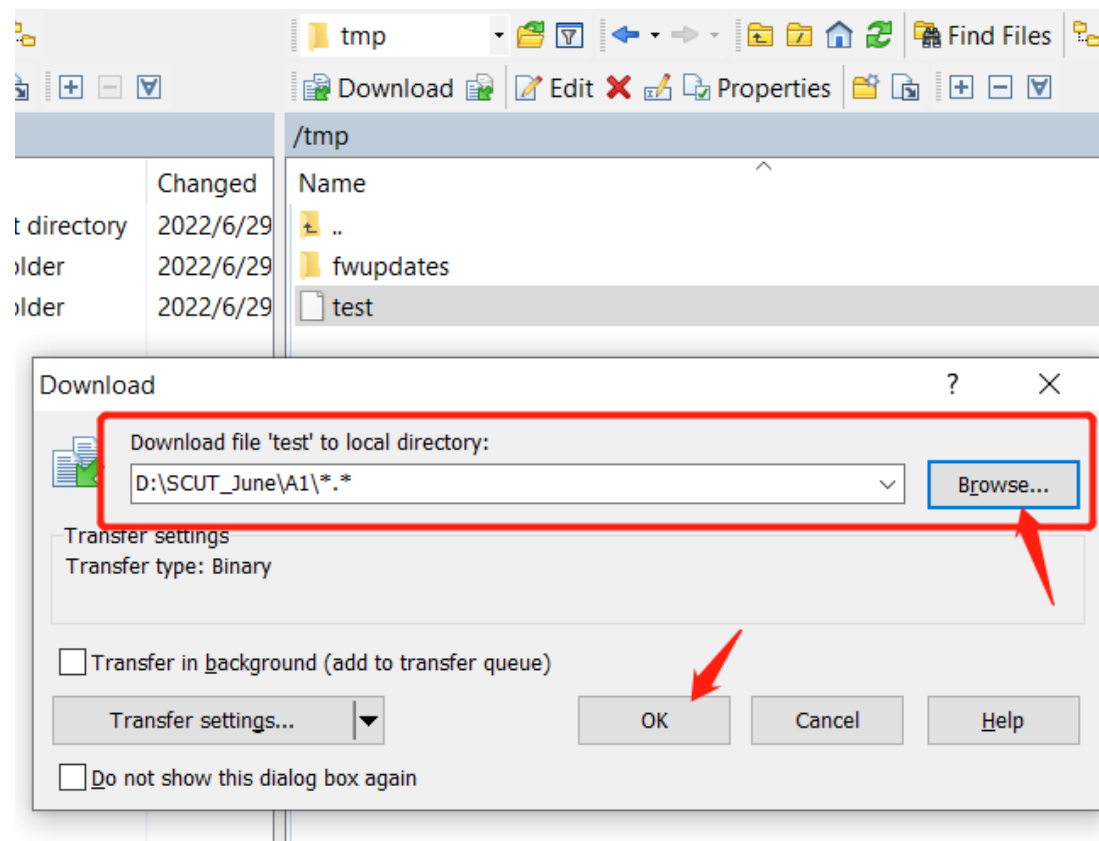 tmp
Find Files
Download
Edit
Properties
/tmp
Changed
Name
t directory
2022/6/29
..
older
2022/6/29
fwupdates
older
2022/6/29
test
Download
?
Download file 'test' to local directory:
D:\SCUT_June\A1\*.*
Browse...
Transfer settings
Transfer type: Binary
Transfer in background (add to transfer queue)
Transfer settings...
OK
Cancel
Help
Do not show this dialog box again